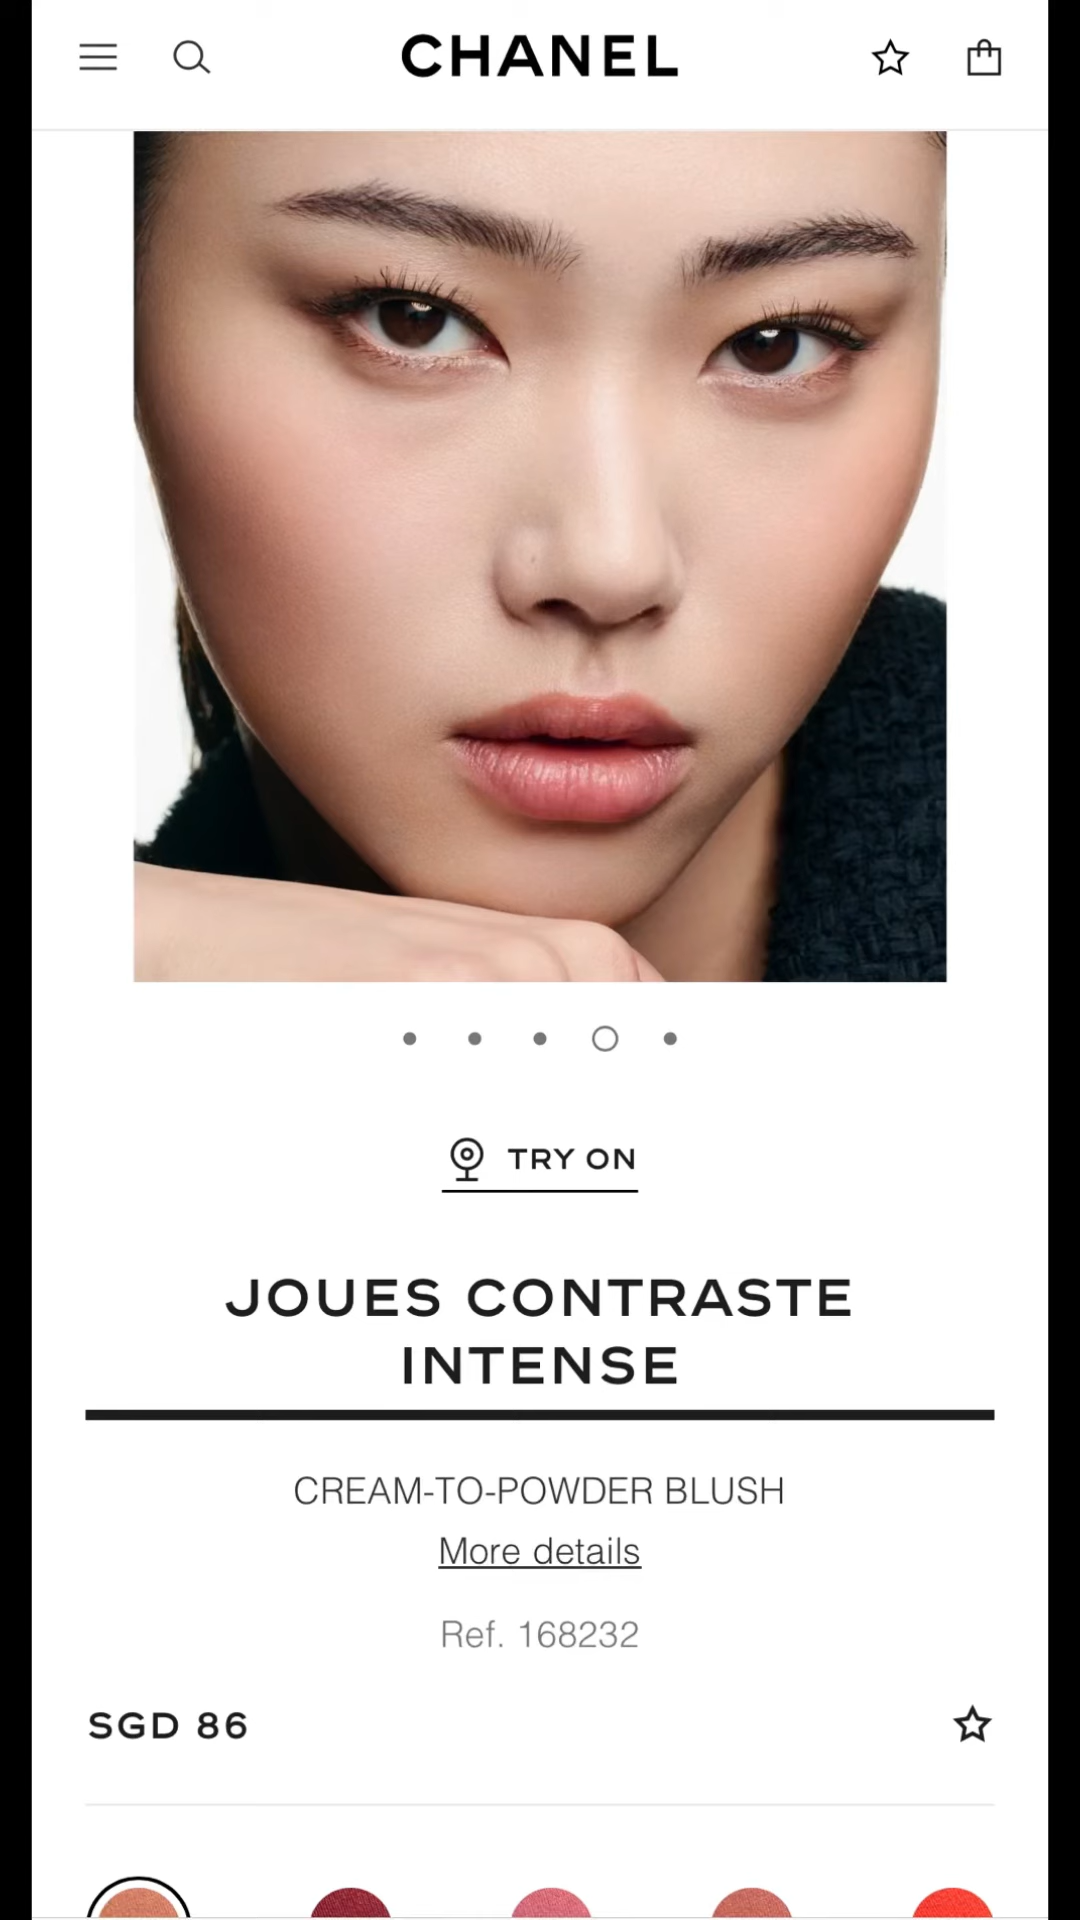 CHANEL
TRY ON
JOUES CONTRASTE
INTENSE
CREAM-TO-POWDER BLUSH
More details
Ref. 168232
SGD 86